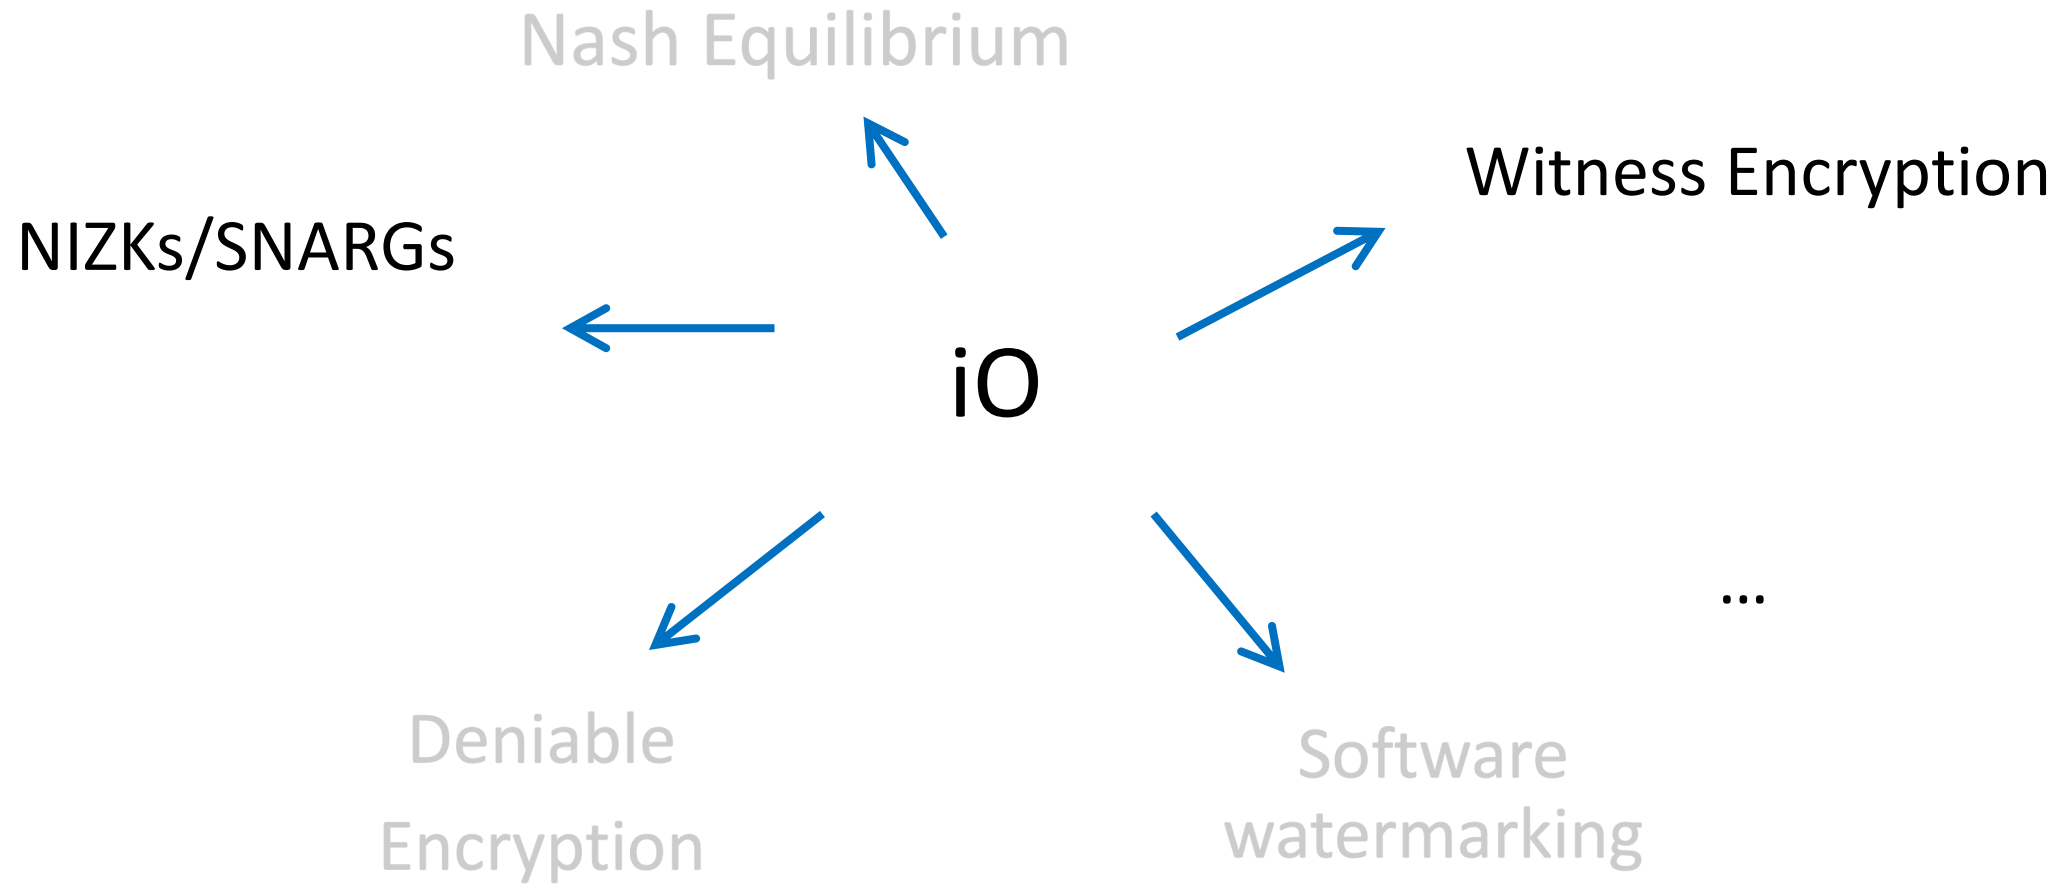 Nash Equilibrium
Witness Encryption
NIZKs/SNARGs
iO
...
Deniable
Encryption
Software
watermarking